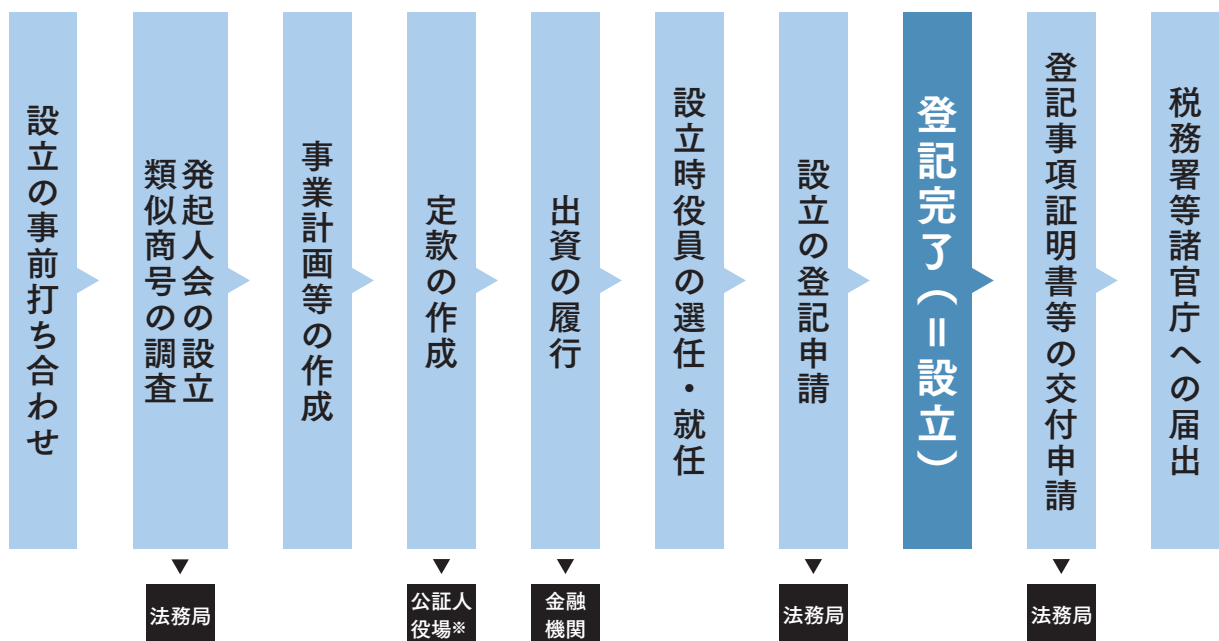 設立の事前打ち合わせ
発起人会の設立
類似商号の調査
事業計画等の作成
定款の作成
出資の履行
設立時役員の選任・就任
設立の登記申請
登記完了（＝設立）
登記事項証明書等の交付申請
税務署等諸官庁への届出
法務局
公証人
役場※
金融
機関
法務局
法務局